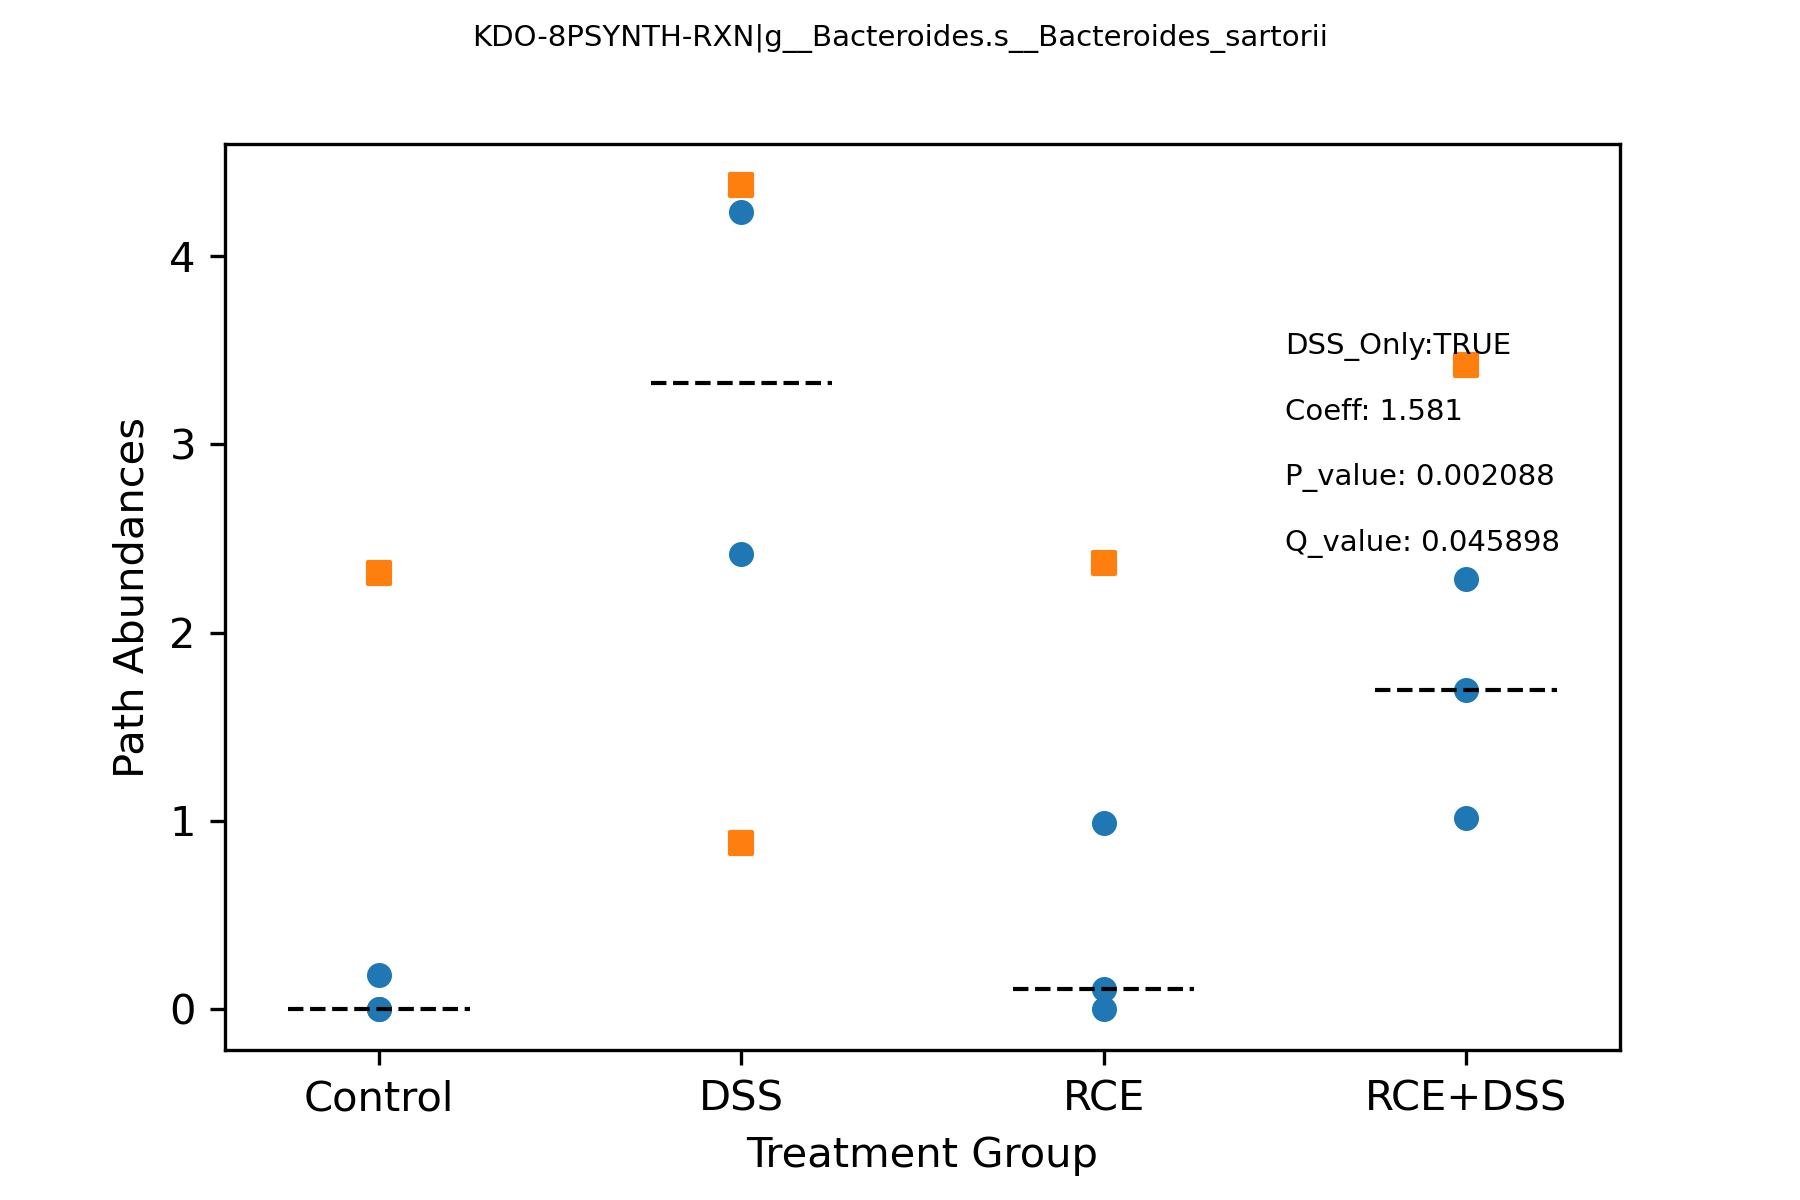 KDO-8PSYNTH-RXN|g__Bacteroides.s__Bacteroides_sartorii
Path Abundances
4
3
2
1
0
DSS_Only:TRUE
Coeff: 1.581
P_value: 0.002088
Q_value: 0.045898
Control
DSS
RCE
RCE+DSS
Treatment Group